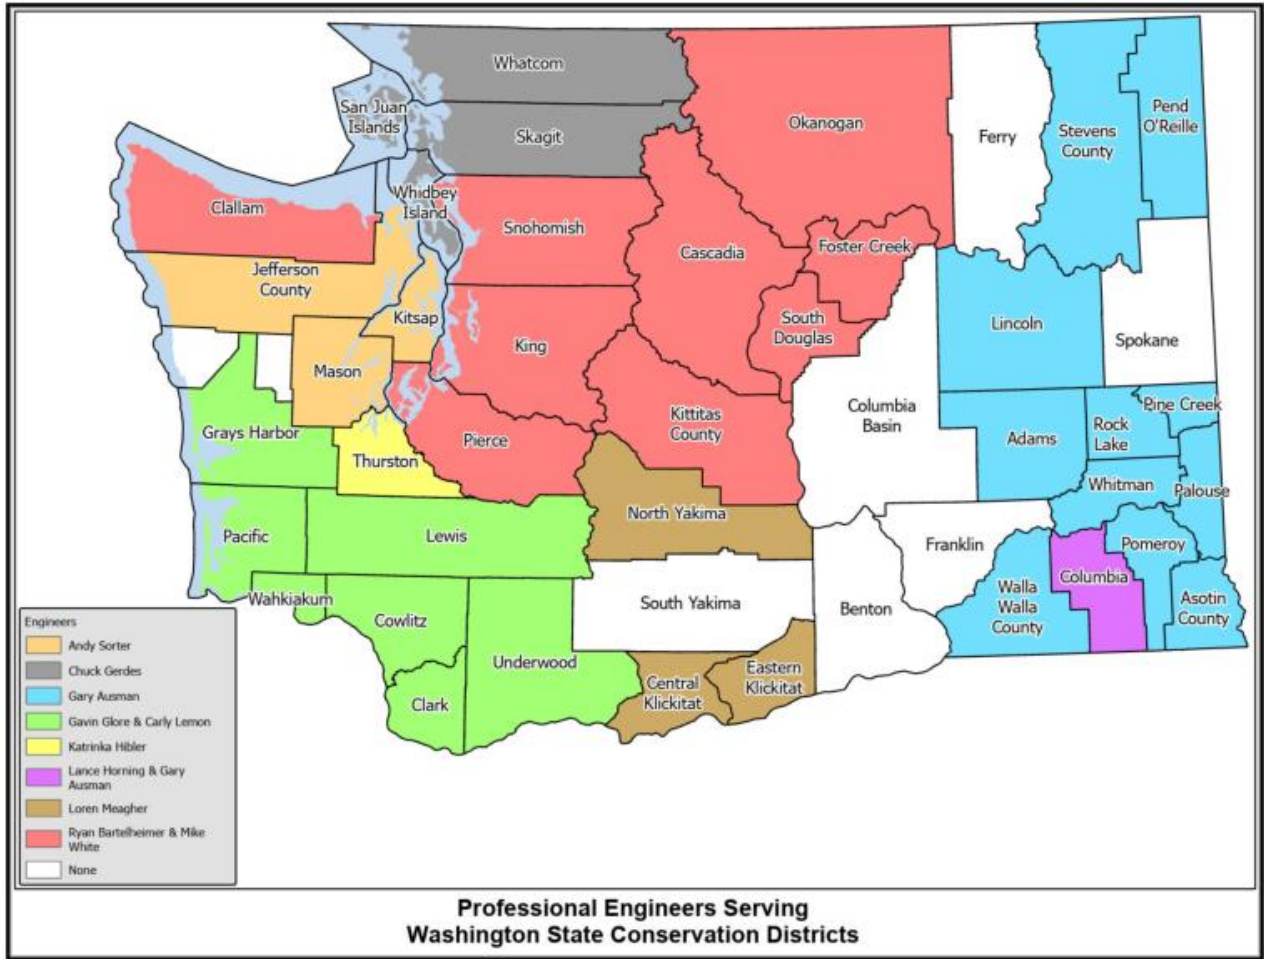 Whatcom
San Juan
Islands
Skagit
Okanogan
Ferry
Stevens
County
Pend
O'Reille
Clallam
Whidbey
Island
Snohomish
Cascadia
Foster Creek
Jefferson
County
Kitsap
King
South
Douglas
Lincoln
Spokane
Mason
Grays Harbor
Thurston
Pierce
Kittitas
County
Columbia
Basin
Adams
Rock
Lake
Pine Creek
Whitman
Palouse
Pacific
Lewis
North Yakima
Franklin
Pomeroy
Columbia
Wahkiakum
Cowlitz
Underwood
South Yakima
Benton
Walla
Walla
County
Asotin
County
Clark
Central
Klickitat
Eastern
Klickitat
Engineers
Andy Sorter
Chuck Gerdes
Gary Ausman
Gavin Glore & Carly Lemon
Katrinka Hibler
Lance Horning & Gary
Ausman
Loren Meagher
Ryan Bartelheimer & Mike
White
None
Professional Engineers Serving
Washington State Conservation Districts